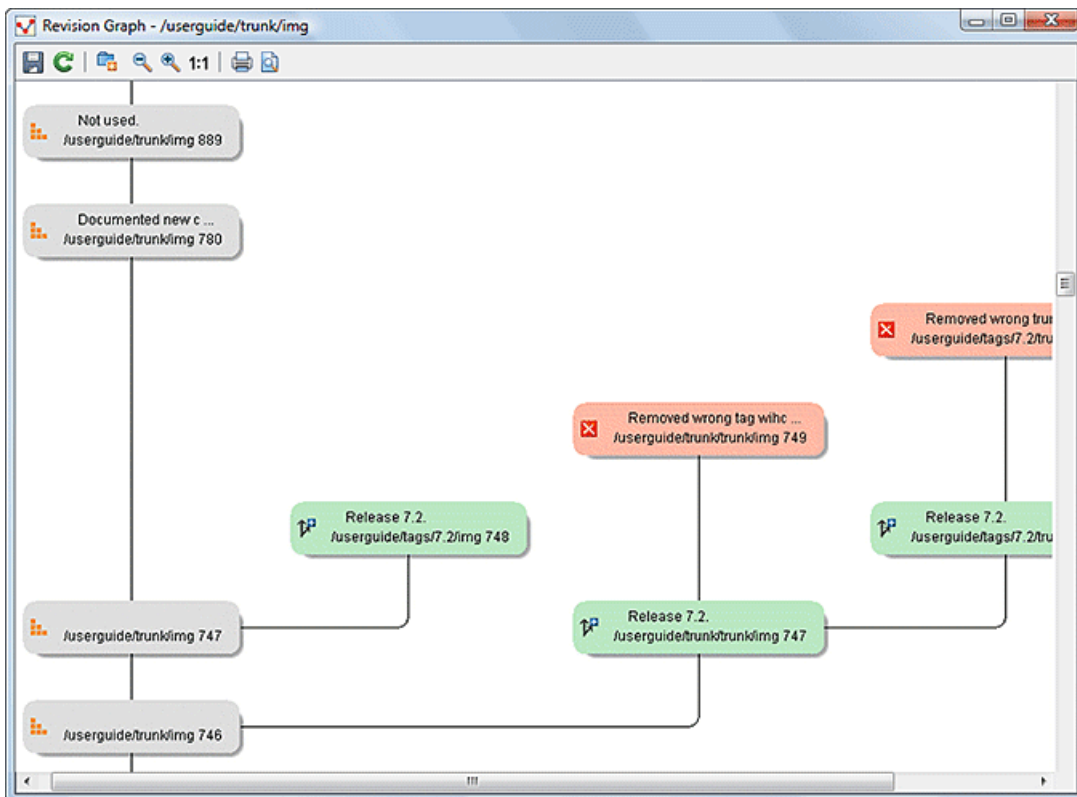 Revision Graph - /userguide/trunk/img
1:1
Not used.
/userguide/trunk/img 889
Documented new c ...
/userguide/trunk/img 780
Removed wrong trun
/userguide/tags/7.2/tru
Removed wrong tag wihc ...
/userguide/trunk/trunk/img 749
Release 7.2.
/userguide/tags/7.2/img 748
Release 7.2.
/userguide/tags/7.2/tru
/userguide/trunk/img 747
Release 7.2.
/userguide/trunk/trunk/img 747
/userguide/trunk/img 746